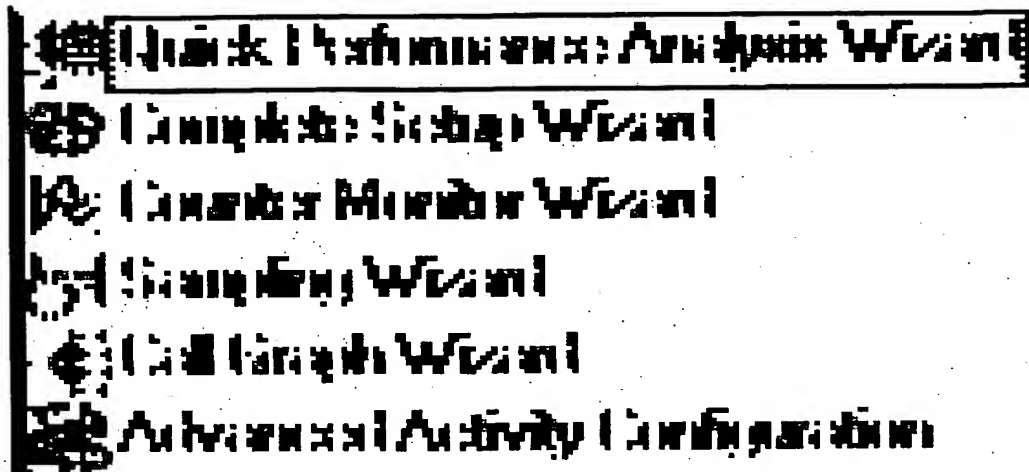 Quick Performance Analysis Wizard
Complete Setup Wizard
Counter Monitor Wizard
Sampling Wizard
Call Graph Wizard
Advanced Activity Configuration